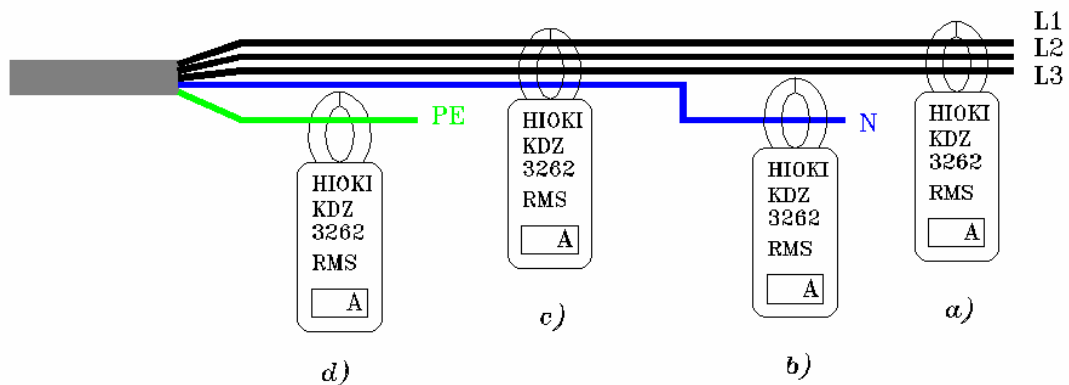 L1
L2
L3
PE
N
HIOKI
KDZ
3262
RMS
A
d)
HIOKI
KDZ
3262
RMS
A
c)
HIOKI
KDZ
3262
RMS
A
b)
HIOKI
KDZ
3262
RMS
A
a)